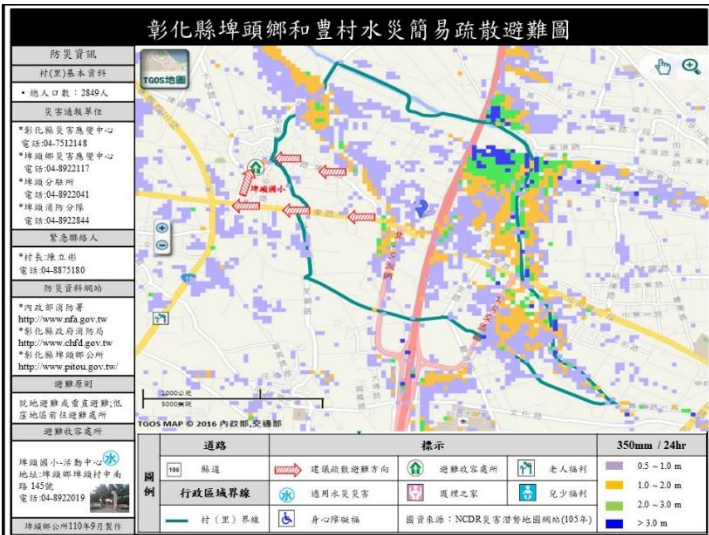 彰化縣埤頭鄉和豐村水災簡易疏散避難圖
防災資訊
村(里)基本資料
• 總人口數：2849人
災害通報單位
*彰化縣災害應變中心
電話:04-7512148
*埤頭鄉災害應變中心
電話:04-8922117
*埤頭分駐所
電話:04-8922041
*埤頭消防分隊
電話:04-8922844
緊急聯絡人
*村長:陳立彬
電話:04-8875180
防災資料網站
*內政部消防署
http://www.nfa.gov.tw
*彰化縣政府消防局
http://www.chfd.gov.tw
*彰化縣埤頭鄉公所
http://www.pitou.gov.tw/
避難原則
就地避難或垂直避難;低
窪地區前往避難處所
避難收容處所
埤頭國小-活動中心
水
地址:埤頭鄉埤頭村中南
路 145號
電話:04-8922019
埤頭鄉公所110年9月製作
TGOS地圖
埤頭國小
1000公尺
5000英呎
TGOS MAP © 2016 內政部,交通部
圖例
道路
標示
350mm / 24hr
106
縣道
建議疏散避難方向
避難收容處所
老人福利
0.5 ~ 1.0 m
行政區域界線
水
適用水災災害
護理之家
兒少福利
1.0 ~ 2.0 m
2.0 ~ 3.0 m
村（里）界線
身心障礙福
圖資來源：NCDR災害潛勢地圖網站(105年)
> 3.0 m